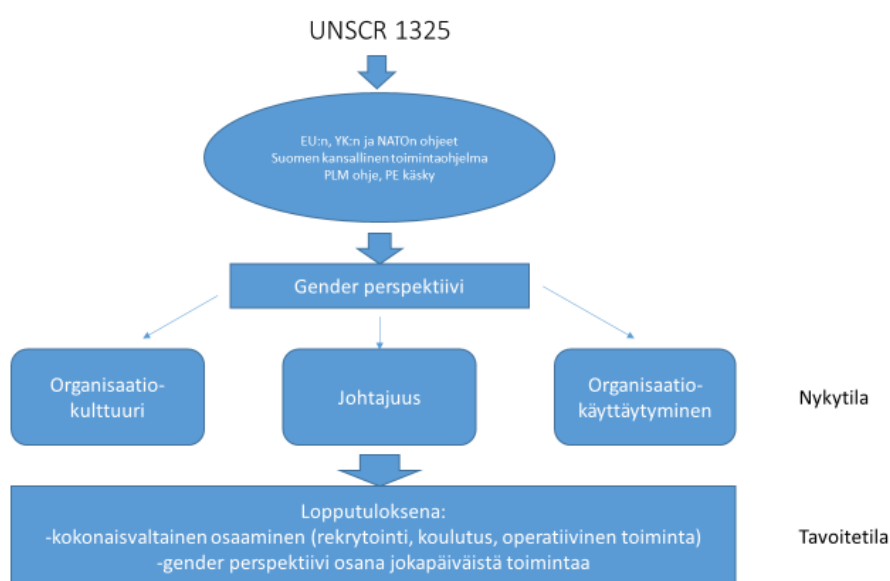 UNSCR 1325
EU:n, YK:n ja NATOn ohjeet
Suomen kansallinen toimintaohjelma
PLM ohje, PE käsky
Gender perspektiivi
Organisaatio-
kulttuuri
Johtajuus
Organisaatio-
käyttäytyminen
Nykytila
Lopputuloksena:
-kokonaisvaltainen osaaminen (rekrytointi, koulutus, operatiivinen toiminta)
-gender perspektiivi osana jokapäiväistä toimintaa
Tavoitetila